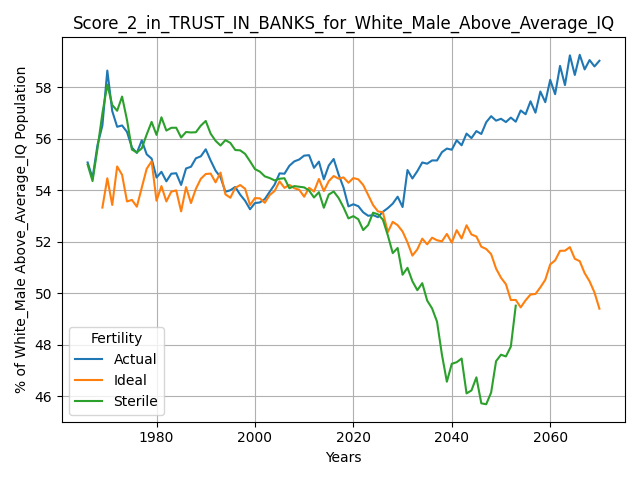 Score_2_in_TRUST_IN_BANKS_for_White_Male_Above_Average_IQ
% of White_Male Above_Average_IQ Population
58
56
54
52
50
48
46
Fertility
Actual
Ideal
Sterile
1980 2000 2020 2040 2060
Years